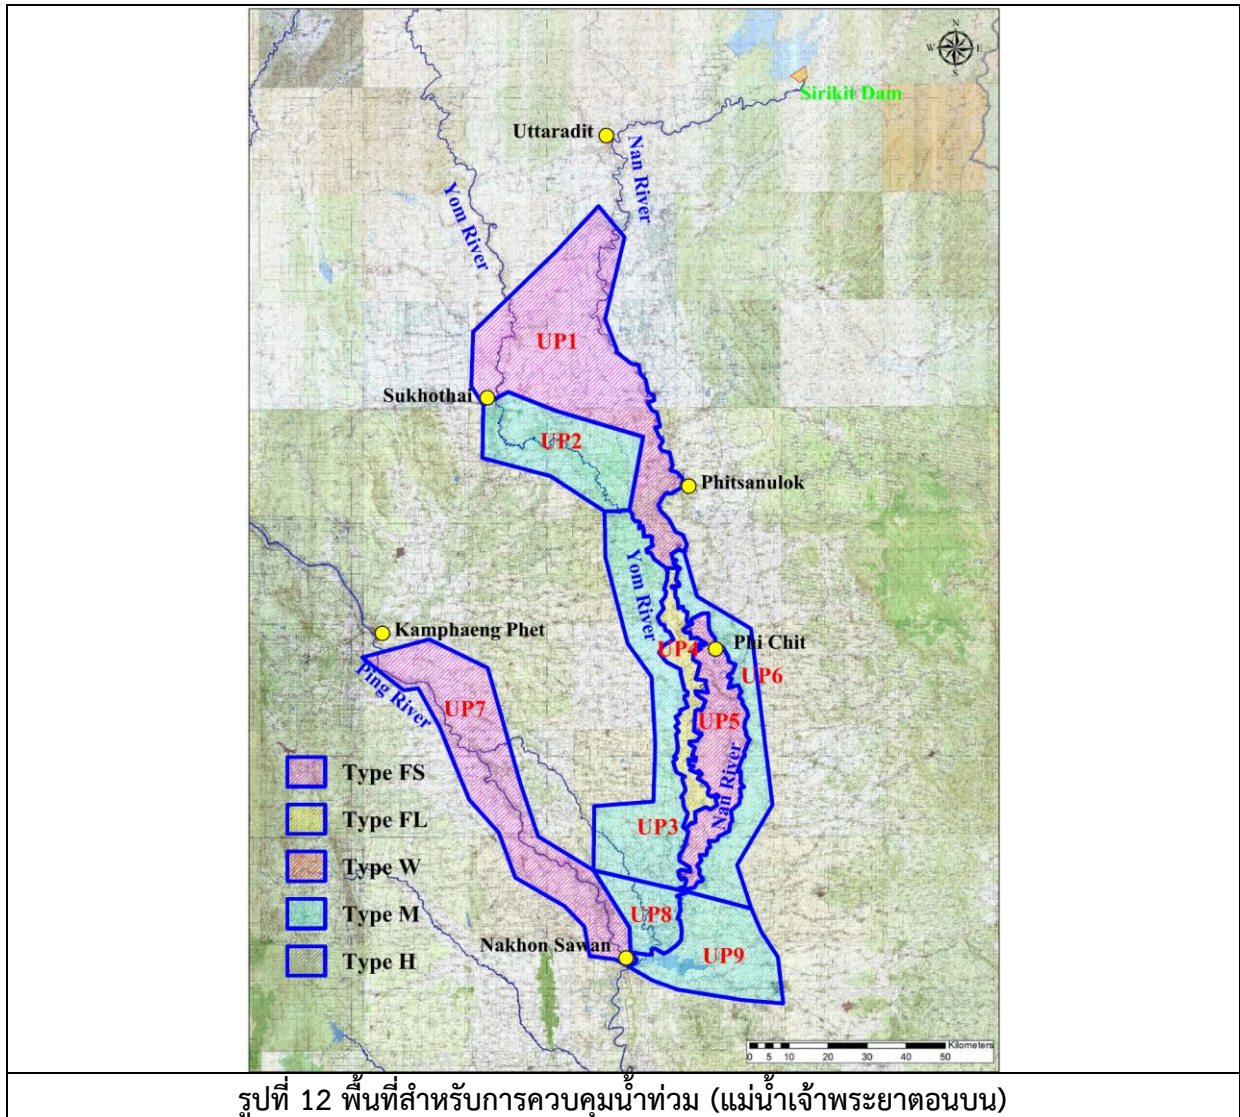 N
W E
S
Sirikit Dam
Uttaradit
Nan River
Yom River
UP1
Sukhothai
UP2
Phitsanulok
Yom River
Kamphaeng Phet
Phi Chit
UP4
UP6
Ping River
UP7
UP5
Nan River
Type FS
Type FL
UP3
Type W
Type M
UP8
Nakhon Sawan
UP9
Type H
Kilometers
0 5 10 20 30 40 50
รูปที่ 12 พื้นที่สำหรับการควบคุมน้ำท่วม (แม่น้ำเจ้าพระยาตอนบน)